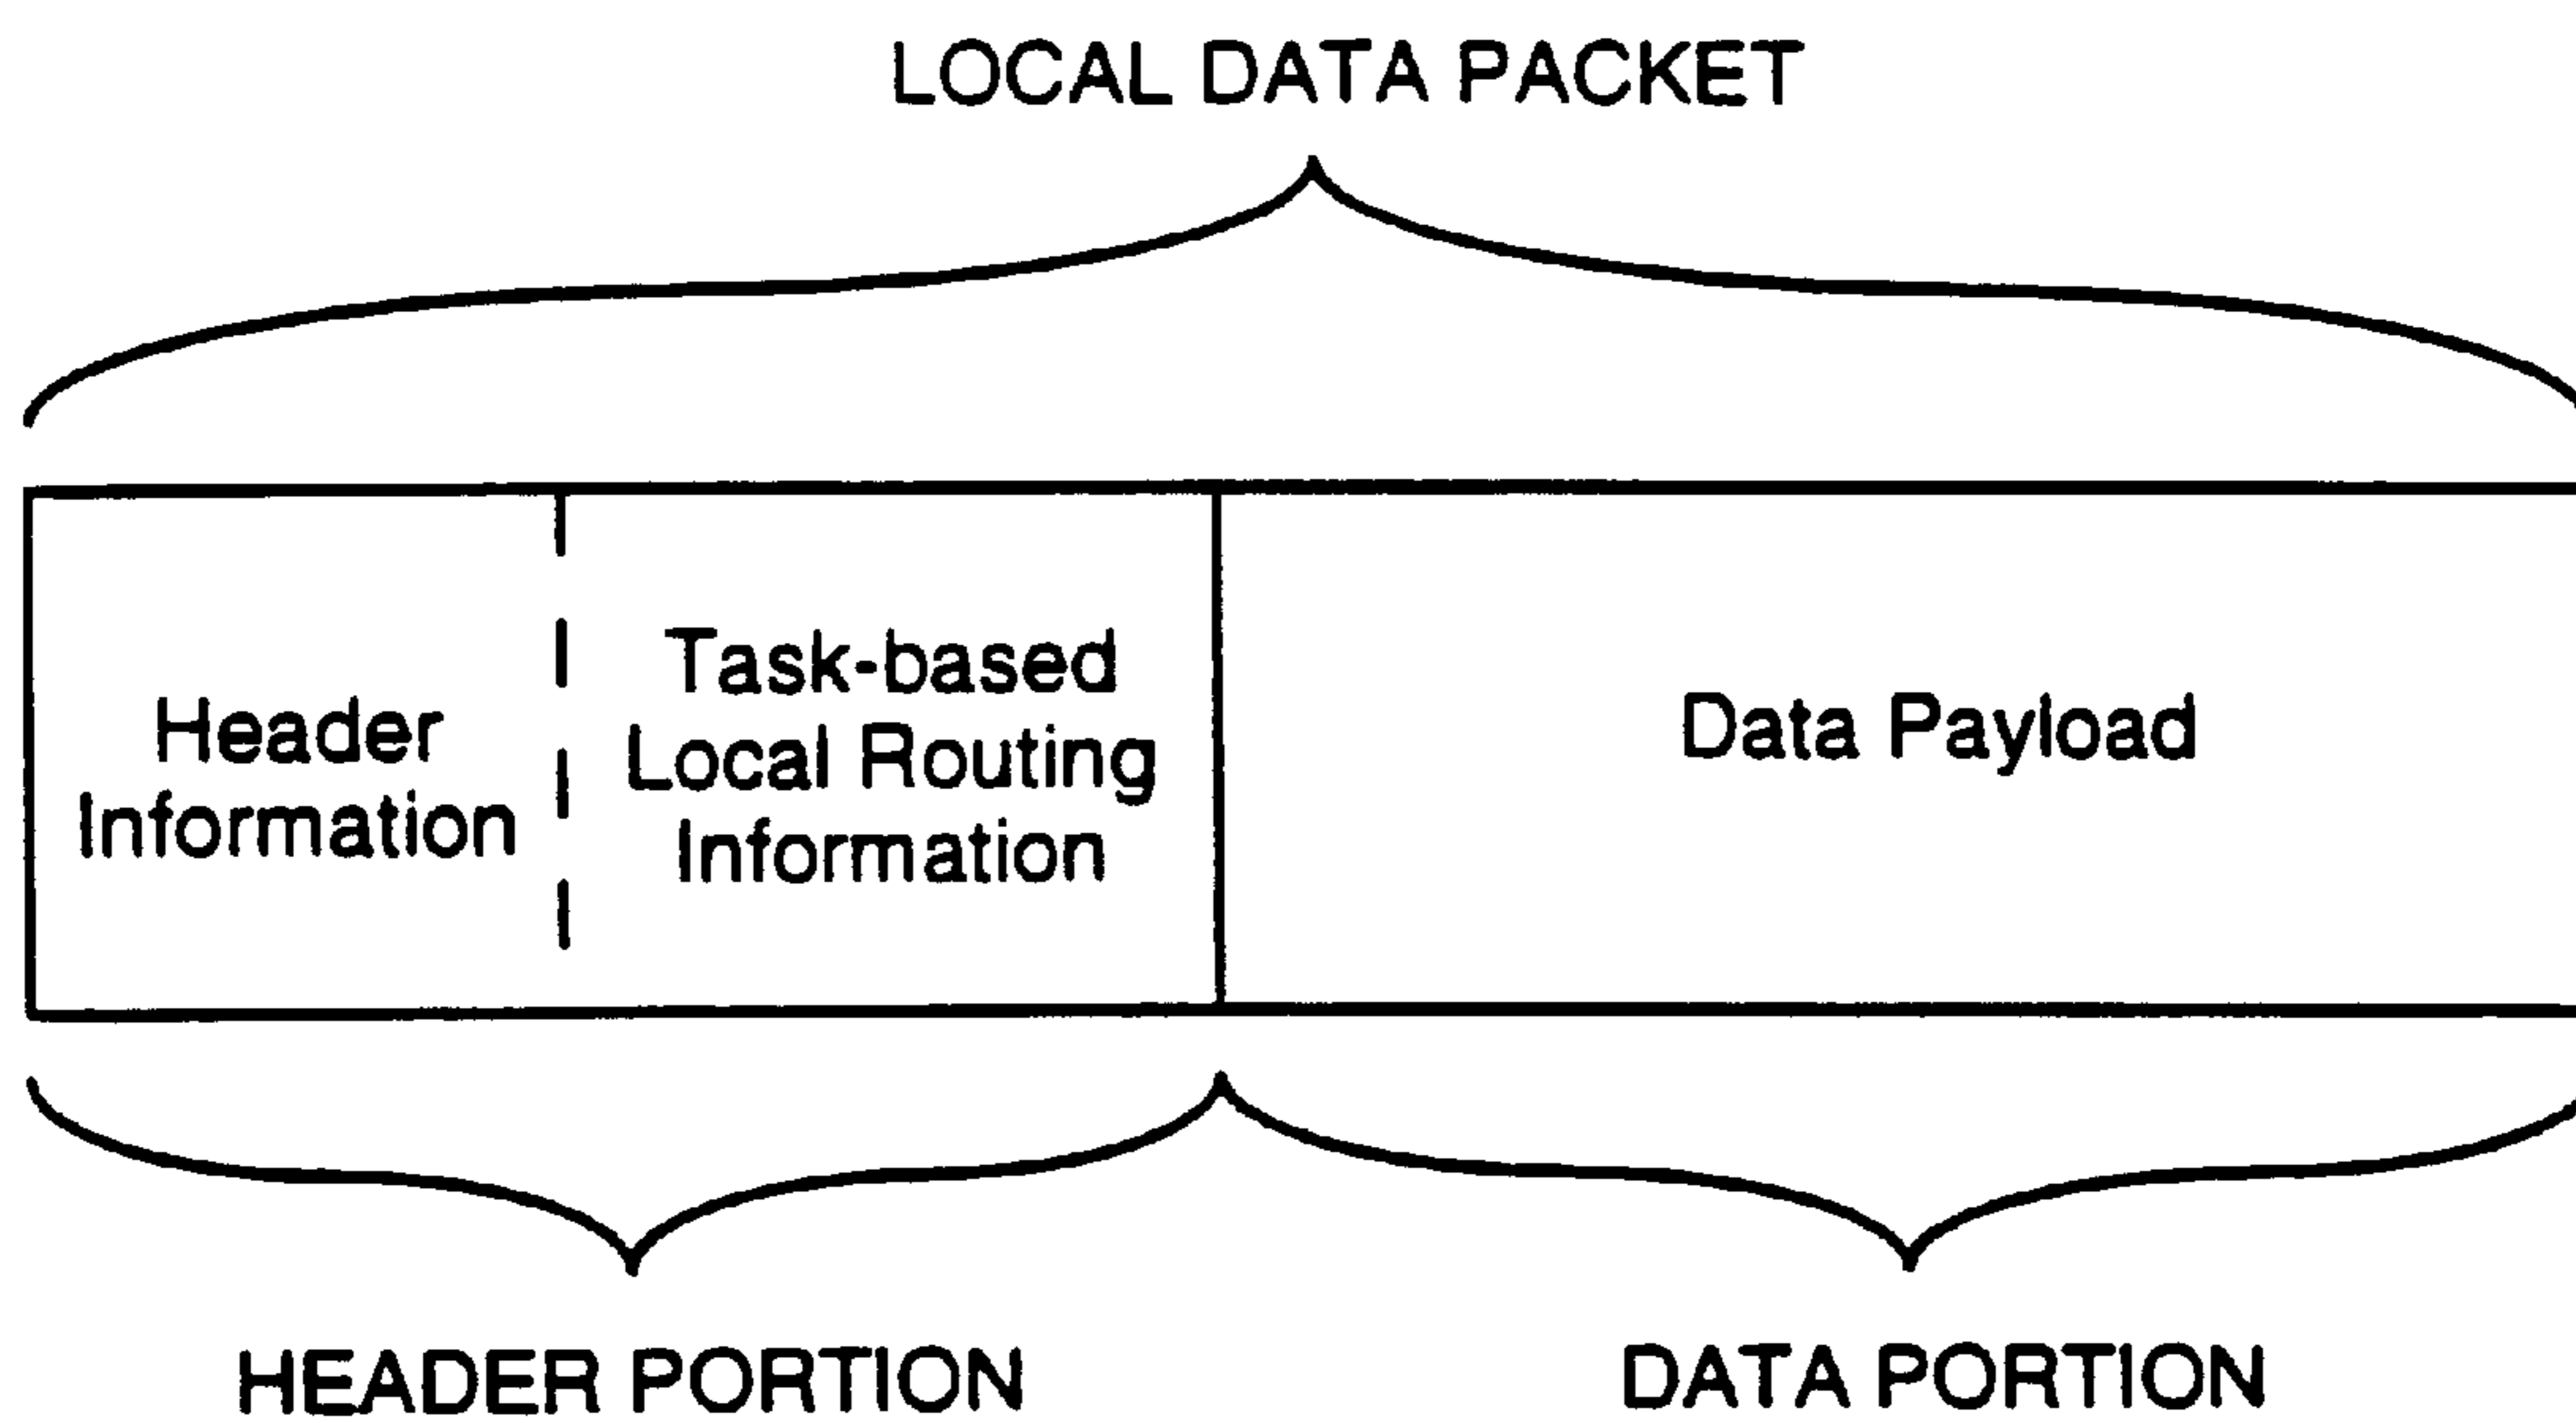 LOCAL DATA PACKET
Header
Information
Task-based
Local Routing
Information
Data Payload
HEADER PORTION
DATA PORTION